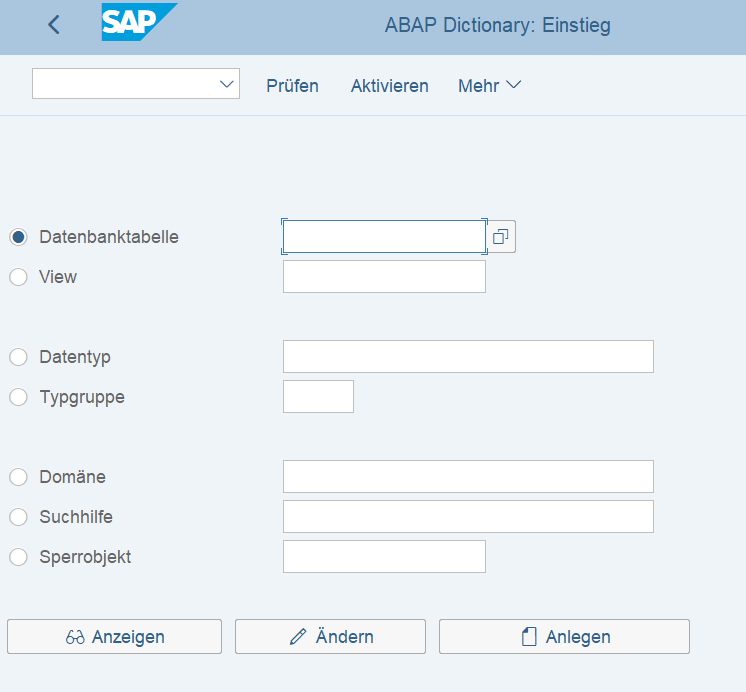 SAP ABAP Dictionary: Einstieg
Prüfen Aktivieren Mehr
Datenbanktabelle
View
Datentyp
Typgruppe
Domäne
Suchhilfe
Sperrobjekt
Anzeigen Ändern Anlegen